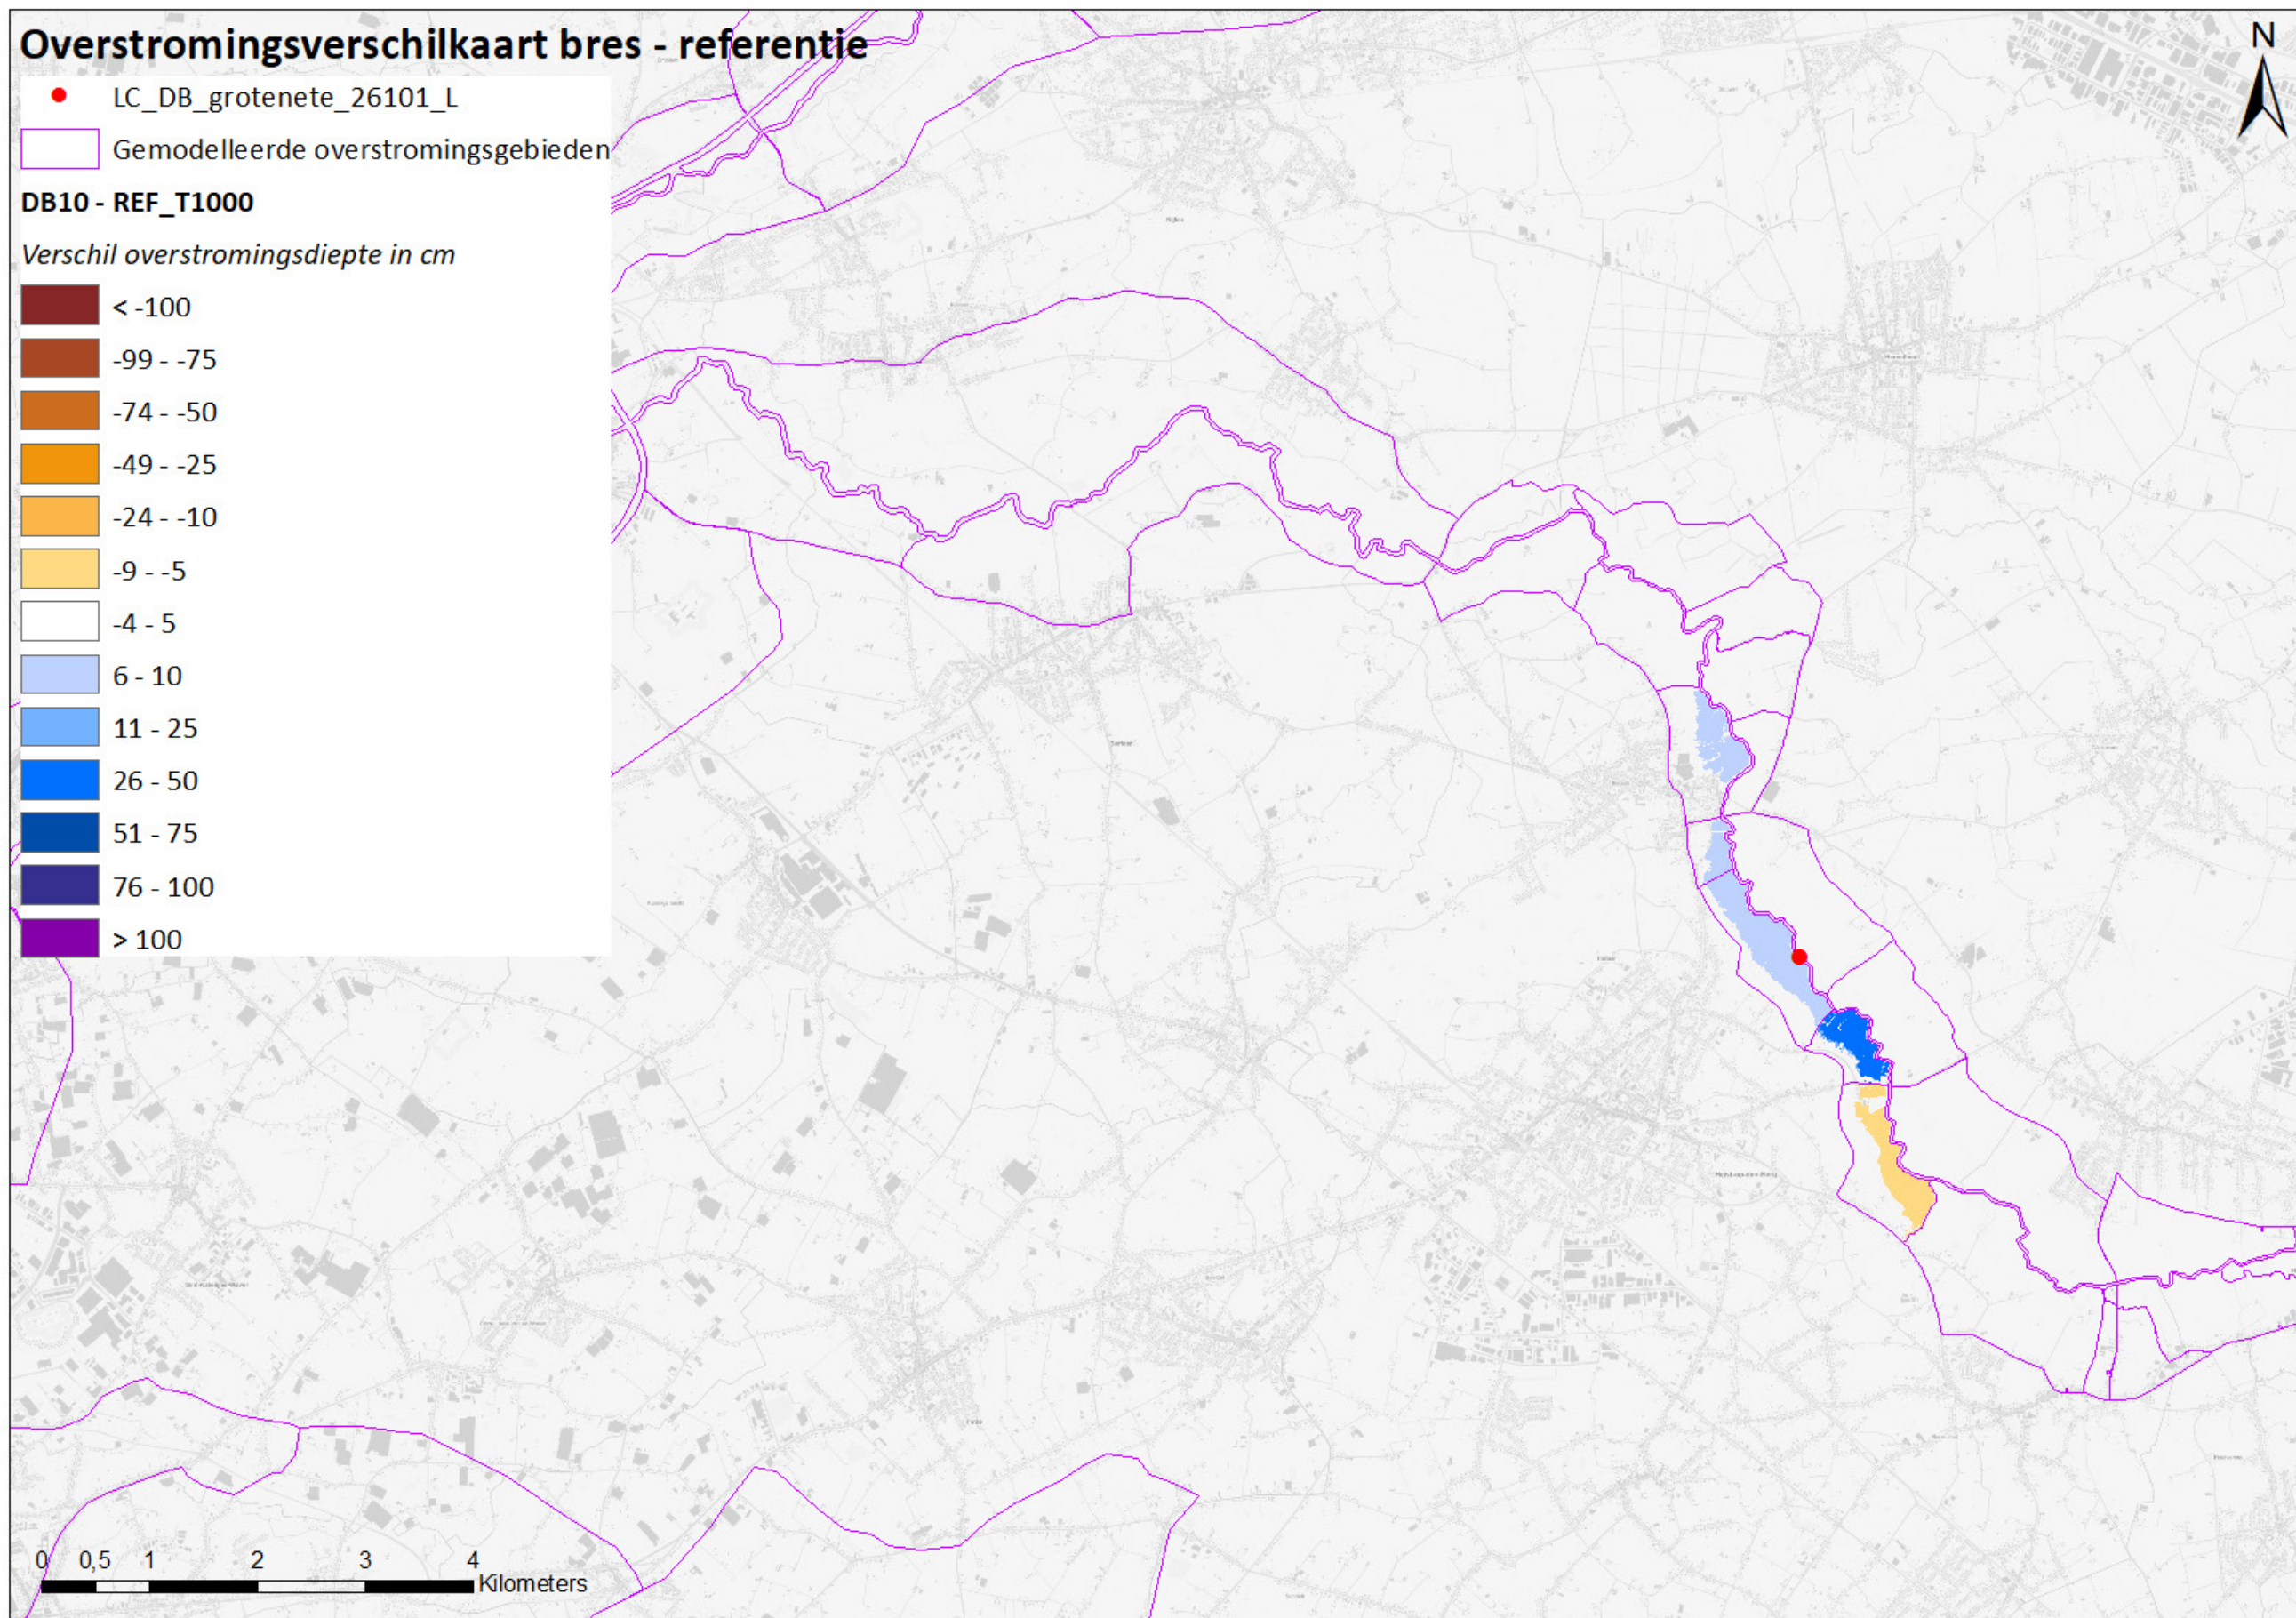 Overstromingsverschilkaart bres - referentie
N
LC_DB_grotenete_26101_L
Gemodelleerde overstromingsgebieden
DB10 - REF_T1000
Verschil overstromingsdiepte in cm
< -100
-99 - -75
-74 - -50
-49 - -25
-24 - -10
-9 - -5
-4 - 5
6 - 10
11 - 25
26 - 50
51 - 75
76 - 100
> 100
0 0,5 1 2 3 4
Kilometers